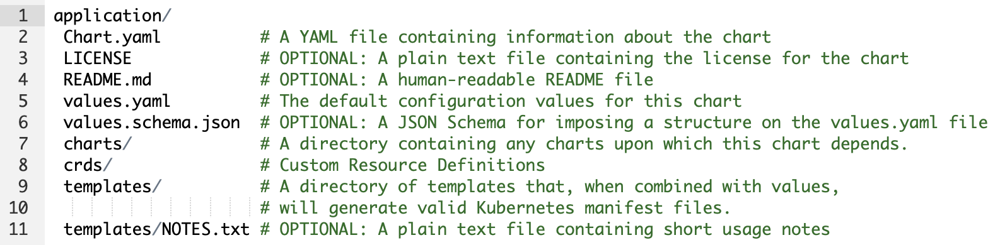 1 application/
2  Chart.yaml          # A YAML file containing information about the chart
3  LICENSE             # OPTIONAL: A plain text file containing the license for the chart
4  README.md           # OPTIONAL: A human-readable README file
5  values.yaml         # The default configuration values for this chart
6  values.schema.json  # OPTIONAL: A JSON Schema for imposing a structure on the values.yaml file
7  charts/             # A directory containing any charts upon which this chart depends.
8  crds/               # Custom Resource Definitions
9  templates/          # A directory of templates that, when combined with values,
10                     # will generate valid Kubernetes manifest files.
11 templates/NOTES.txt # OPTIONAL: A plain text file containing short usage notes